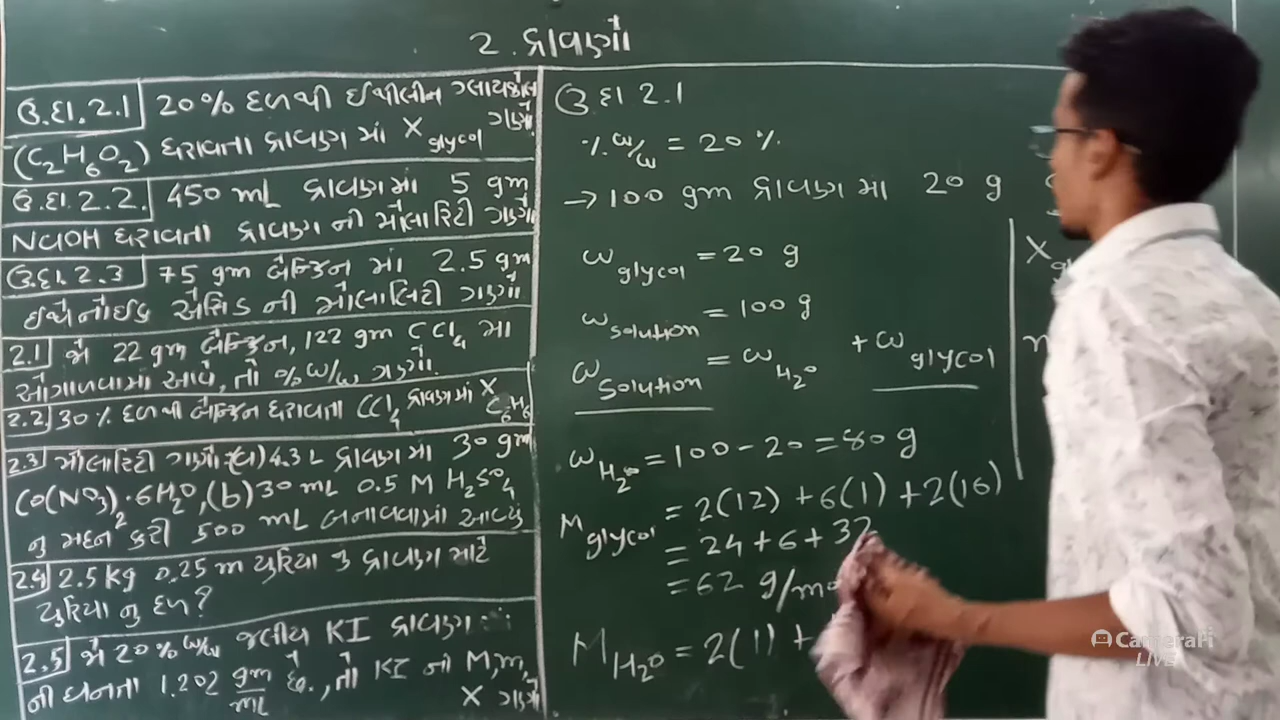 2. દ્રાવણો
ઉ.દા.2.1 20% દળથી ઈથીલીન ગ્લાયકોલ
(C₂H₆O₂) ધરાવતા દ્રાવણ માં X glycol ગણો
ઉ.દા.2.2. 450 mL દ્રાવણમાં 5 gm
NaOH ધરાવતા દ્રાવણ ની મોલારિટી ગણો
ઉ.દા.2.3 75 gm બેન્ઝિન માં 2.5 gm
ઈથેનોઈક એસિડ ની મોલાલિટી ગણો
2.1 જો 22 gm બેન્ઝિન, 122 gm CCl₄ મા
ઓગાળવામાં આવે, તો % w/w ગણો.
2.2 30% દળથી બેન્ઝિન ધરાવતા CCl₄ દ્રાવણમાં X C₆H₆
2.3 મોલારિટી ગણો 4.3 L દ્રાવણ માં 30 gm
CO(NO₃)₂·6H₂O, (b) 30 mL 0.5 M H₂SO₄
નુ મંદન કરી 500 mL બનાવવામાં આવ્યુ
2.4 2.5 kg 0.25 m યુરિયા ના દ્રાવણ માટે
યુરિયા નુ દળ?
2.5 જો 20% w/w જલીય KI દ્રાવણ
ની ઘનતા 1.202 gm/mL છે, તો KI ની M, m,
X ગણો
ઉ.દા 2.1
% w/w = 20 %
→ 100 gm દ્રાવણ માં 20 g
w glycol = 20 g
w solution = 100 g
w solution = w H₂O + w glycol
w H₂O = 100 - 20 = 80 g
M glycol = 2(12) + 6(1) + 2(16)
= 24 + 6 + 32
= 62 g/mo
M H₂O = 2(1) +
X
n
CameraFi
LIVE